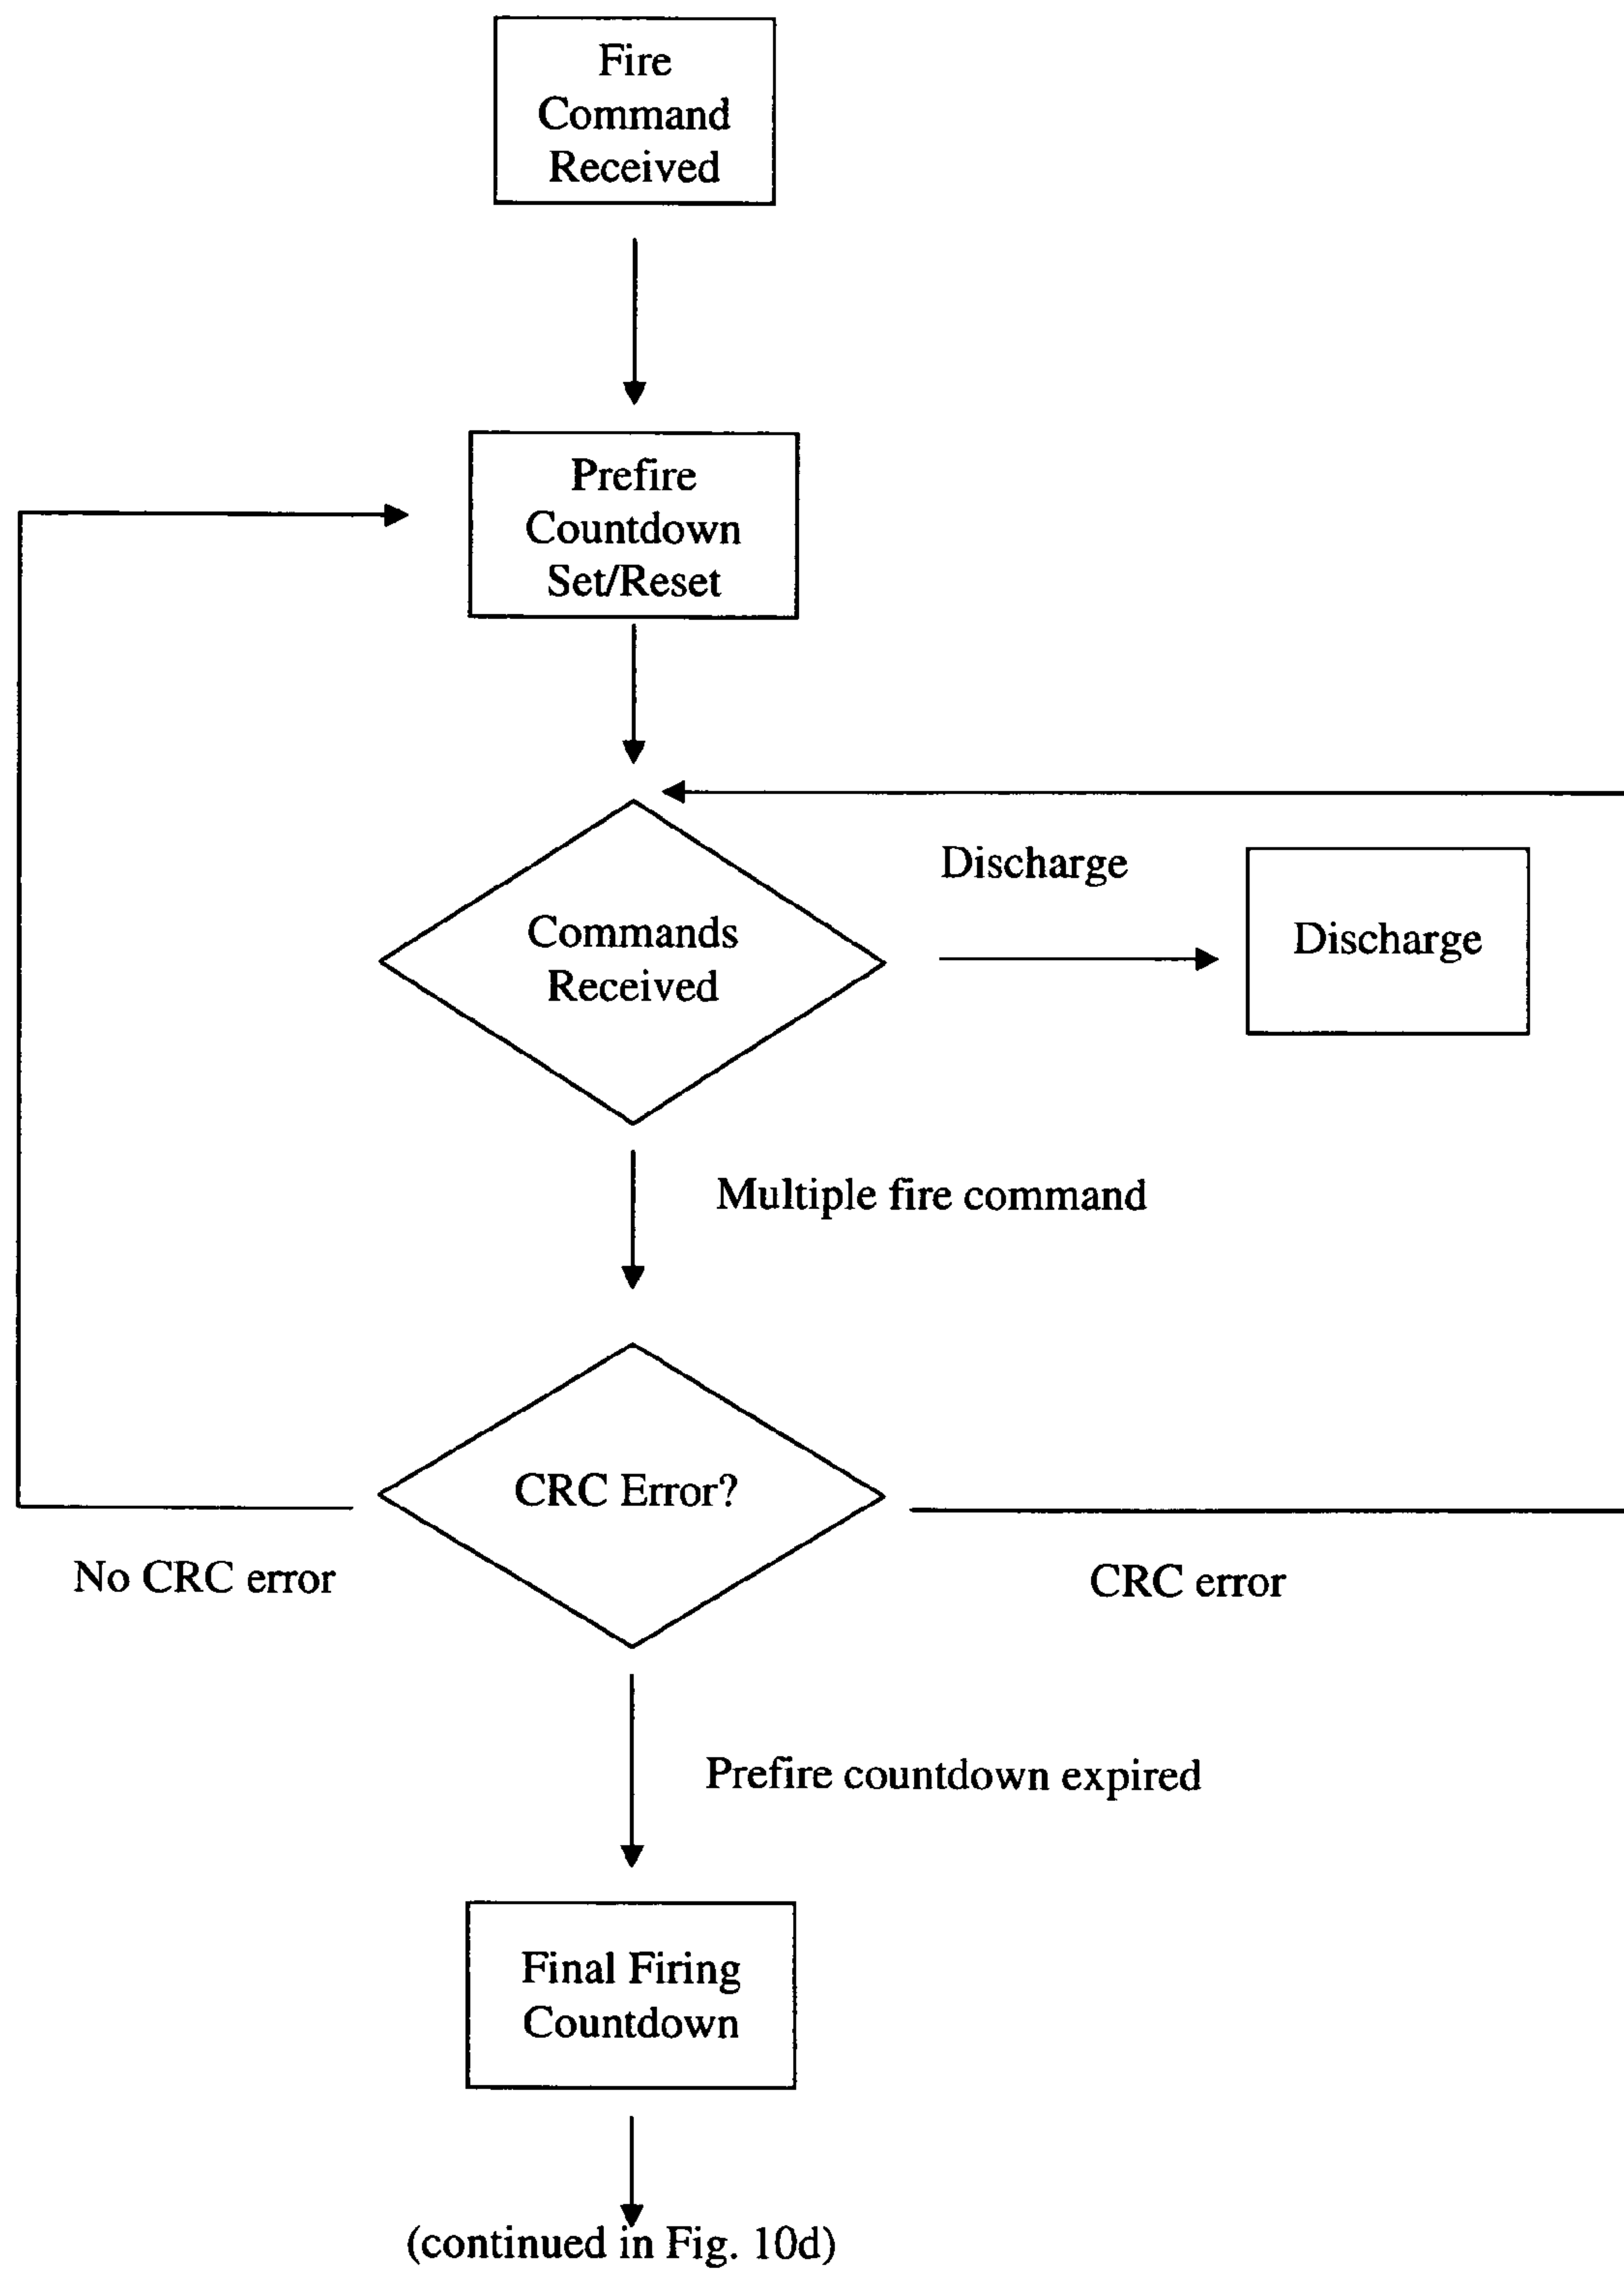 Fire
Command
Received
Prefire
Countdown
Set/Reset
Discharge
Commands
Received
Discharge
Multiple fire command
CRC Error?
No CRC error
CRC error
Prefire countdown expired
Final Firing
Countdown
(continued in Fig. 10d)